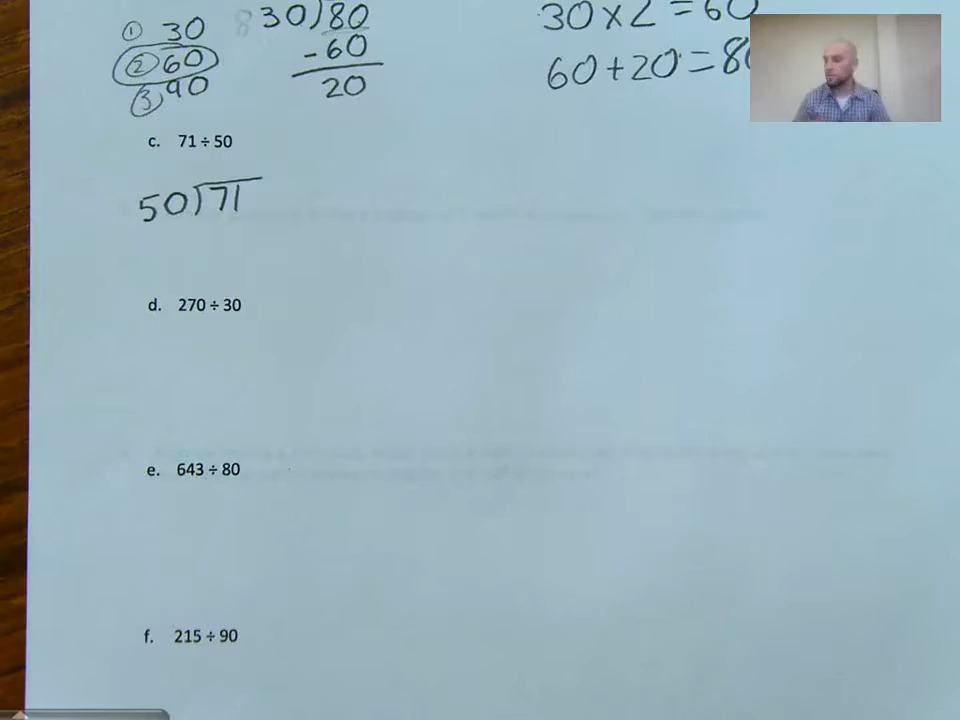 ① 30
② 60
③ 90
30)80
-60
20
30×2=60
60+20=80
c. 71 ÷ 50
50)71
d. 270 ÷ 30
e. 643 ÷ 80
f. 215 ÷ 90